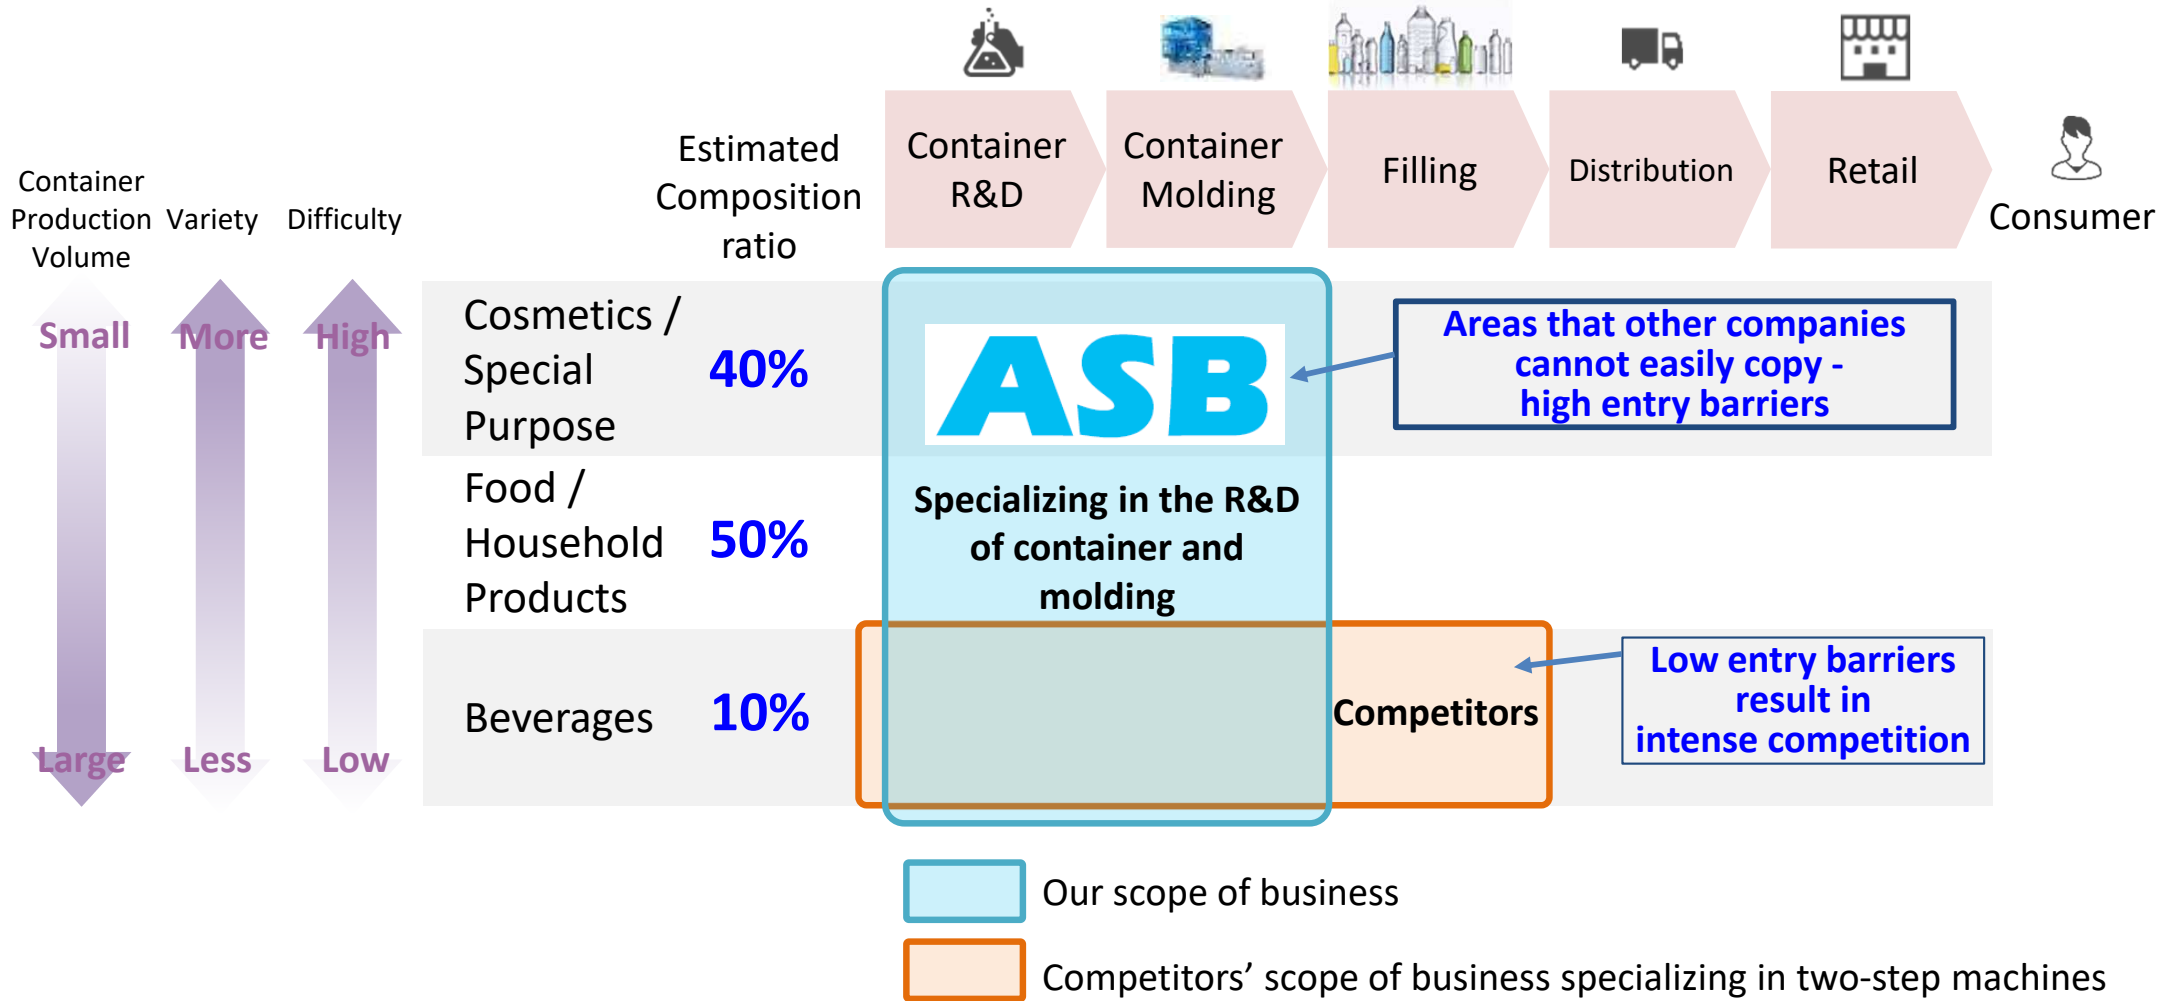 Container
Production
Volume
Variety
Difficulty
Estimated
Composition
ratio
Container
R&D
Container
Molding
Filling
Distribution
Retail
Consumer
Small
More
High
Large
Less
Low
Cosmetics /
Special
Purpose
40%
ASB
Areas that other companies
cannot easily copy -
high entry barriers
Food /
Household
Products
50%
Specializing in the R&D
of container and
molding
Beverages
10%
Competitors
Low entry barriers
result in
intense competition
Our scope of business
Competitors’ scope of business specializing in two-step machines